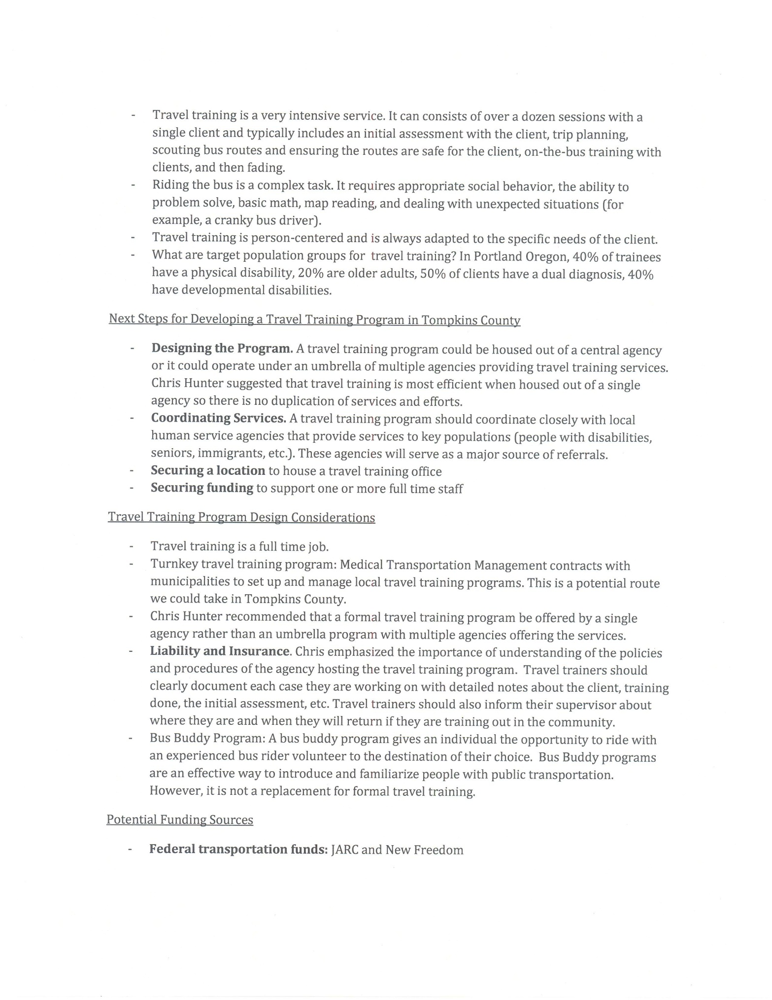 - Travel training is a very intensive service. It can consists of over a dozen sessions with a
single client and typically includes an initial assessment with the client, trip planning,
scouting bus routes and ensuring the routes are safe for the client, on-the-bus training with
clients, and then fading.
- Riding the bus is a complex task. It requires appropriate social behavior, the ability to
problem solve, basic math, map reading, and dealing with unexpected situations (for
example, a cranky bus driver).
- Travel training is person-centered and is always adapted to the specific needs of the client.
- What are target population groups for travel training? In Portland Oregon, 40% of trainees
have a physical disability, 20% are older adults, 50% of clients have a dual diagnosis, 40%
have developmental disabilities.
Next Steps for Developing a Travel Training Program in Tompkins County
- Designing the Program. A travel training program could be housed out of a central agency
or it could operate under an umbrella of multiple agencies providing travel training services.
Chris Hunter suggested that travel training is most efficient when housed out of a single
agency so there is no duplication of services and efforts.
- Coordinating Services. A travel training program should coordinate closely with local
human service agencies that provide services to key populations (people with disabilities,
seniors, immigrants, etc.). These agencies will serve as a major source of referrals.
- Securing a location to house a travel training office
- Securing funding to support one or more full time staff
Travel Training Program Design Considerations
- Travel training is a full time job.
- Turnkey travel training program: Medical Transportation Management contracts with
municipalities to set up and manage local travel training programs. This is a potential route
we could take in Tompkins County.
- Chris Hunter recommended that a formal travel training program be offered by a single
agency rather than an umbrella program with multiple agencies offering the services.
- Liability and Insurance. Chris emphasized the importance of understanding of the policies
and procedures of the agency hosting the travel training program. Travel trainers should
clearly document each case they are working on with detailed notes about the client, training
done, the initial assessment, etc. Travel trainers should also inform their supervisor about
where they are and when they will return if they are training out in the community.
- Bus Buddy Program: A bus buddy program gives an individual the opportunity to ride with
an experienced bus rider volunteer to the destination of their choice. Bus Buddy programs
are an effective way to introduce and familiarize people with public transportation.
However, it is not a replacement for formal travel training.
Potential Funding Sources
- Federal transportation funds: JARC and New Freedom